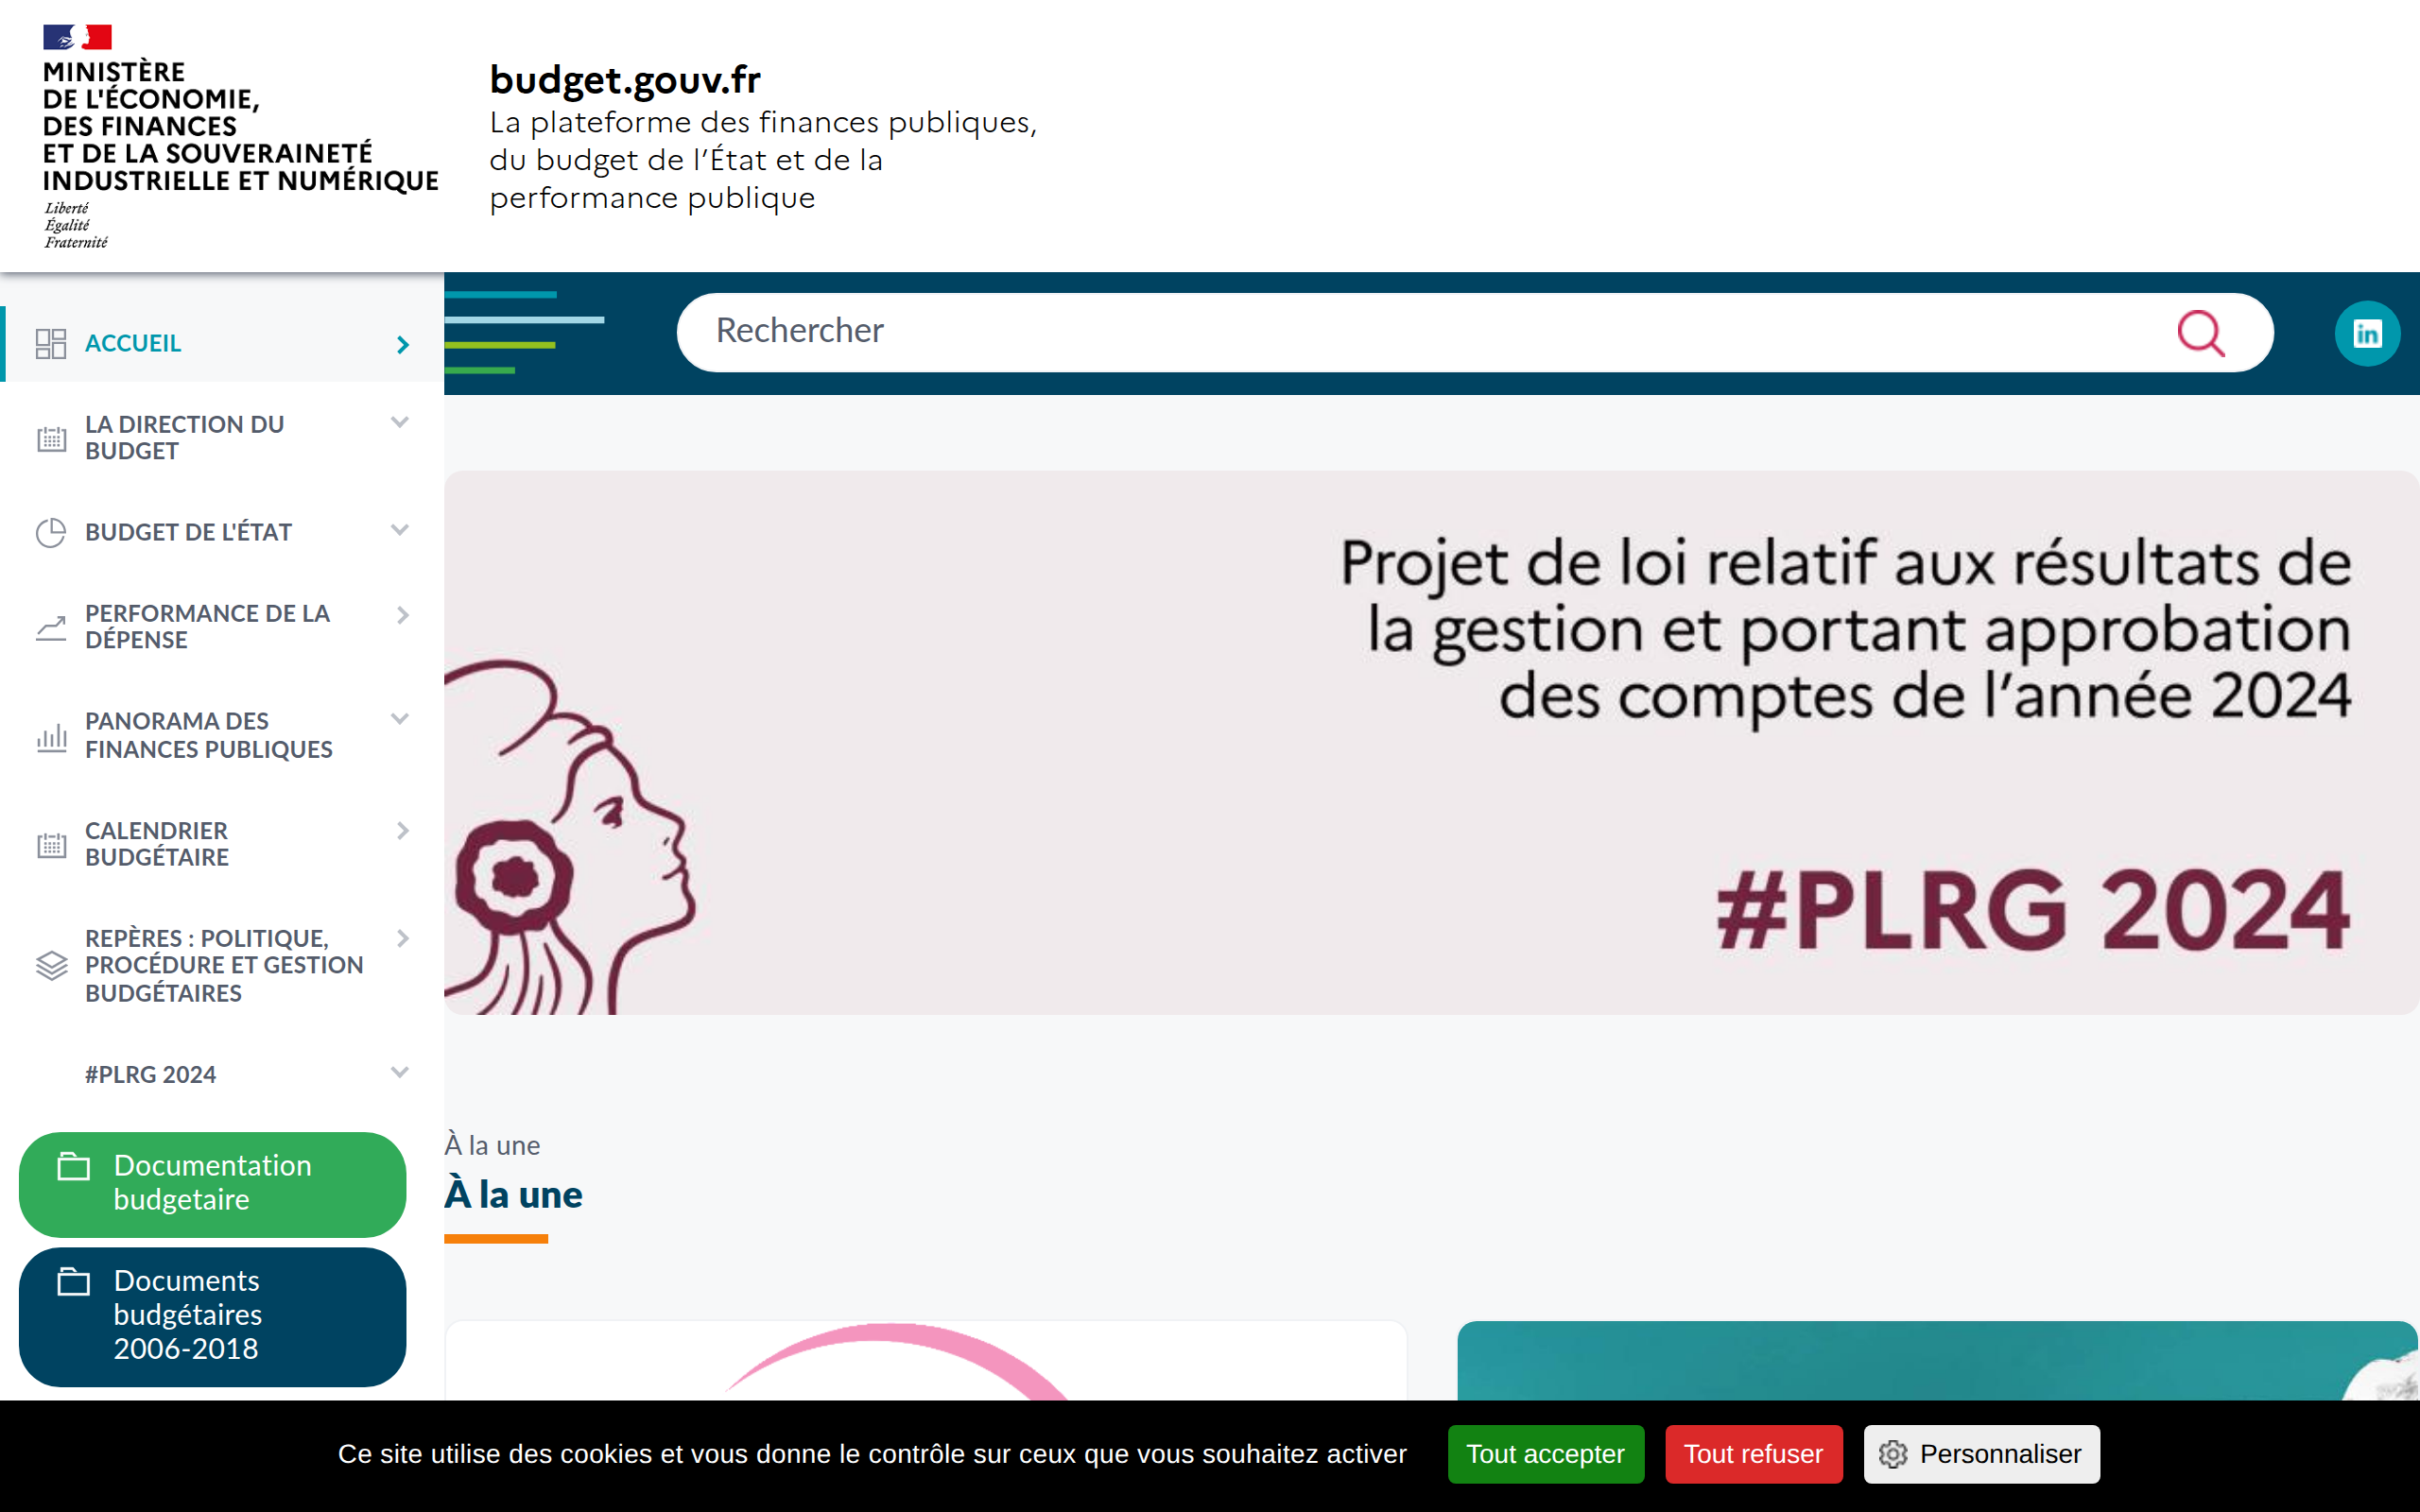 MINISTÈRE
DE L'ÉCONOMIE,
DES FINANCES
ET DE LA SOUVERAINETÉ
INDUSTRIELLE ET NUMÉRIQUE
Liberté
Égalité
Fraternité
budget.gouv.fr
La plateforme des finances publiques,
du budget de l’État et de la
performance publique
Rechercher
in
ACCUEIL
LA DIRECTION DU
BUDGET
BUDGET DE L'ÉTAT
PERFORMANCE DE LA
DÉPENSE
PANORAMA DES
FINANCES PUBLIQUES
CALENDRIER
BUDGÉTAIRE
REPÈRES : POLITIQUE,
PROCÉDURE ET GESTION
BUDGÉTAIRES
#PLRG 2024
Documentation
budgetaire
Documents
budgétaires
2006-2018
Projet de loi relatif aux résultats de
la gestion et portant approbation
des comptes de l’année 2024
#PLRG 2024
À la une
À la une
Ce site utilise des cookies et vous donne le contrôle sur ceux que vous souhaitez activer
Tout accepter
Tout refuser
Personnaliser